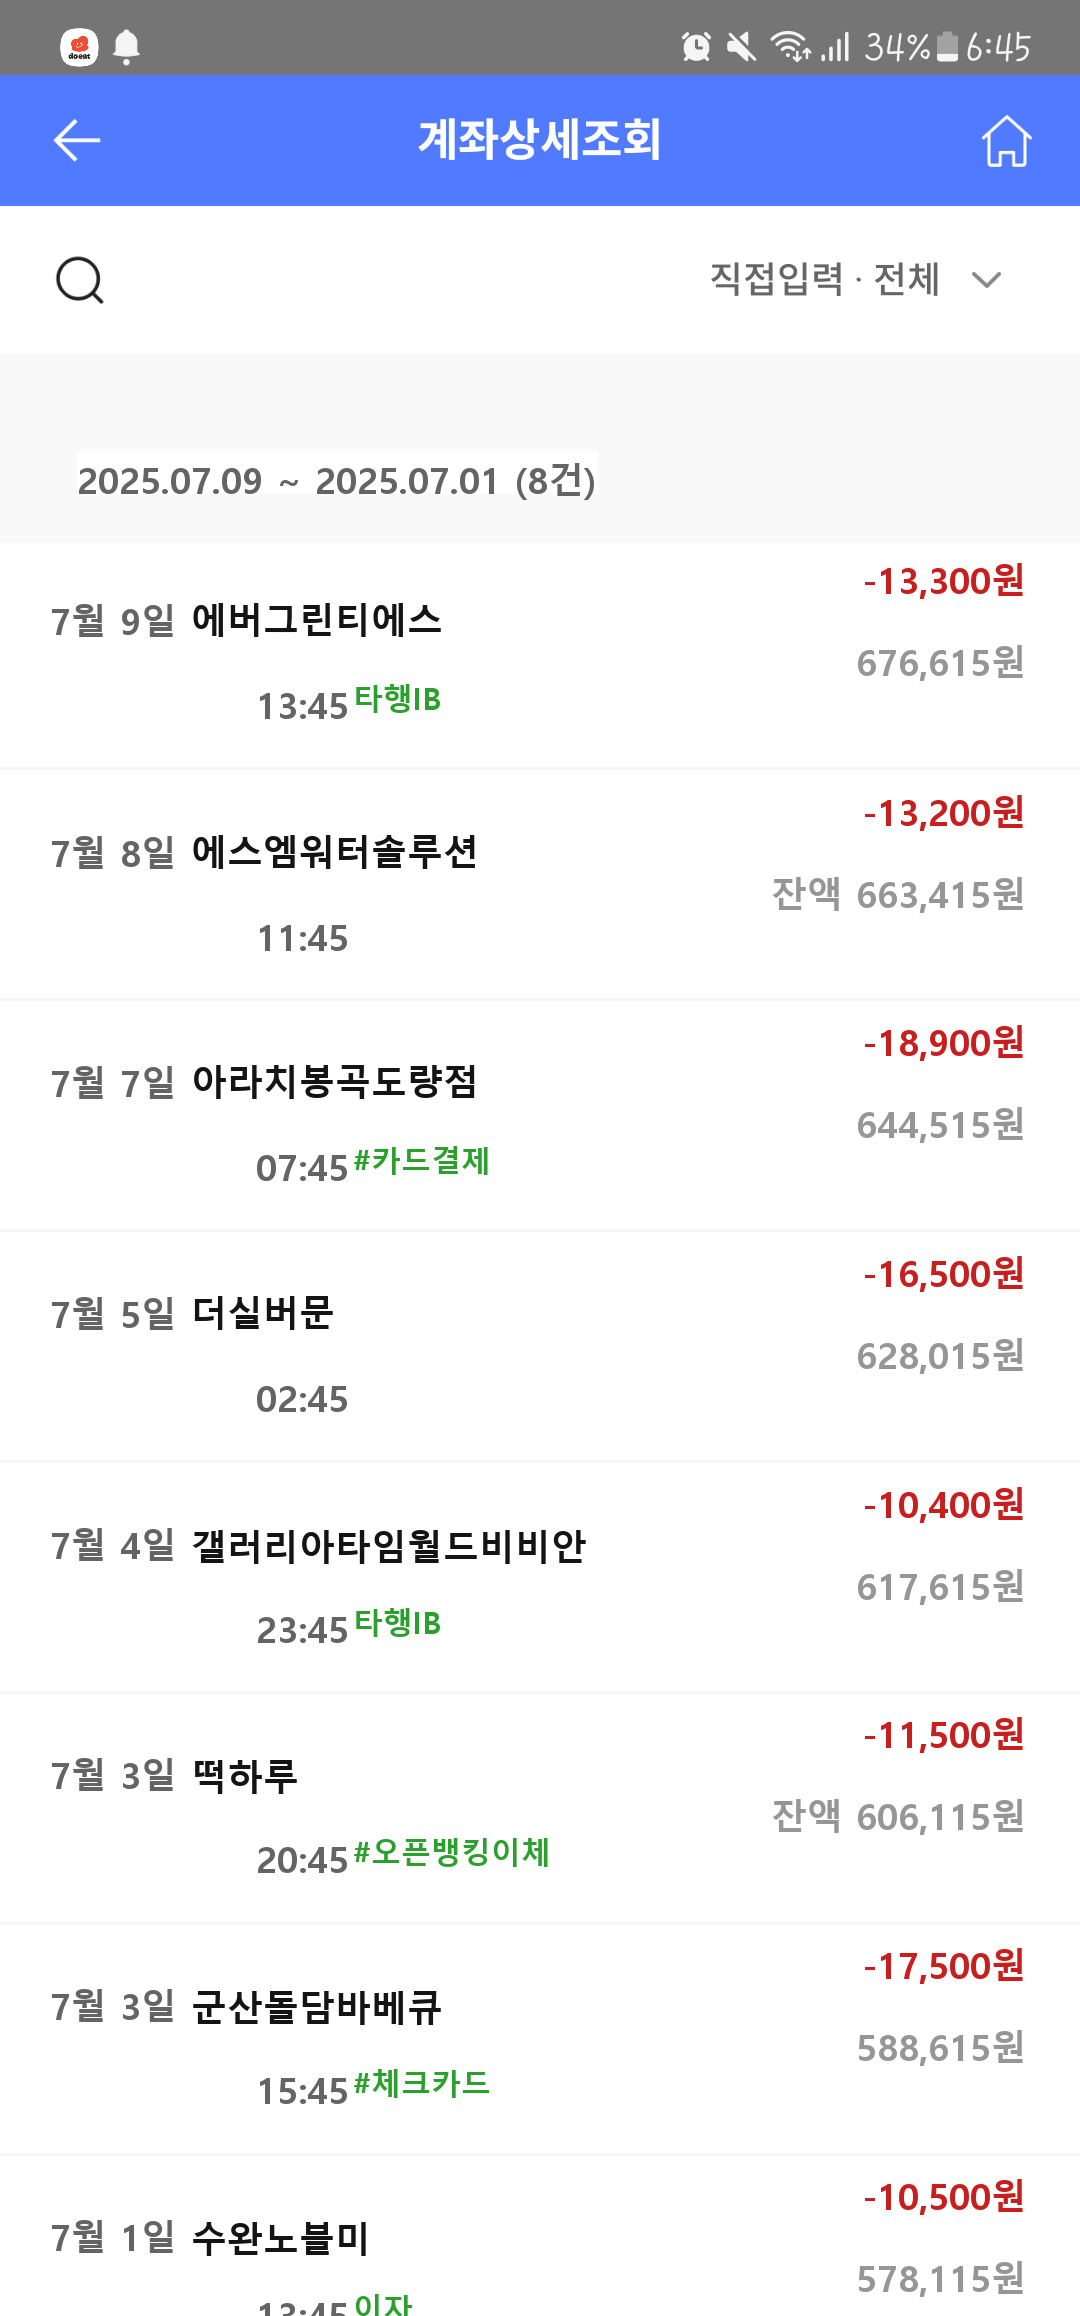 doeat
34% 6:45
계좌상세조회
직접입력 · 전체
2025.07.09 ~ 2025.07.01 (8건)
-13,300원
7월 9일 에버그린티에스
676,615원
13:45 타행IB
-13,200원
7월 8일 에스엠워터솔루션
잔액 663,415원
11:45
-18,900원
7월 7일 아라치봉곡도량점
644,515원
07:45 #카드결제
-16,500원
7월 5일 더실버문
628,015원
02:45
-10,400원
7월 4일 갤러리아타임월드비비안
617,615원
23:45 타행IB
-11,500원
7월 3일 떡하루
잔액 606,115원
20:45 #오픈뱅킹이체
-17,500원
7월 3일 군산돌담바베큐
588,615원
15:45 #체크카드
-10,500원
7월 1일 수완노블미
578,115원
13:45 이자